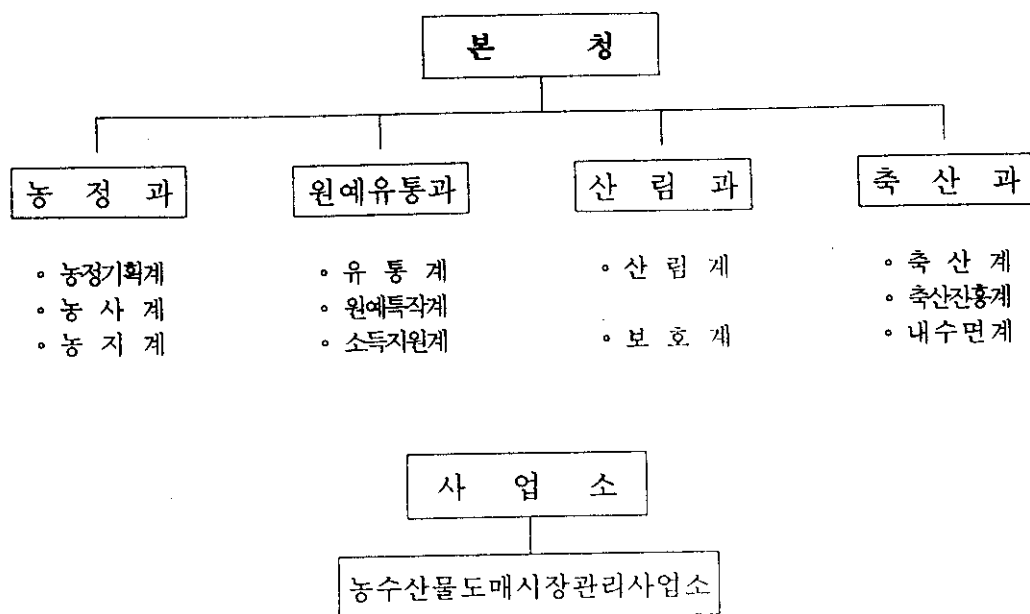 본 청
농 정 과 원예유통과 산 림 과 축 산 과
◦ 농정기획계 ◦ 유 통 계 ◦ 산 림 계 ◦ 축 산 계
◦ 농 사 계 ◦ 원예특작계 ◦ 축산진흥계
◦ 농 지 계 ◦ 소득지원계 ◦ 보 호 계 ◦ 내수면계
사 업 소
농수산물도매시장관리사업소